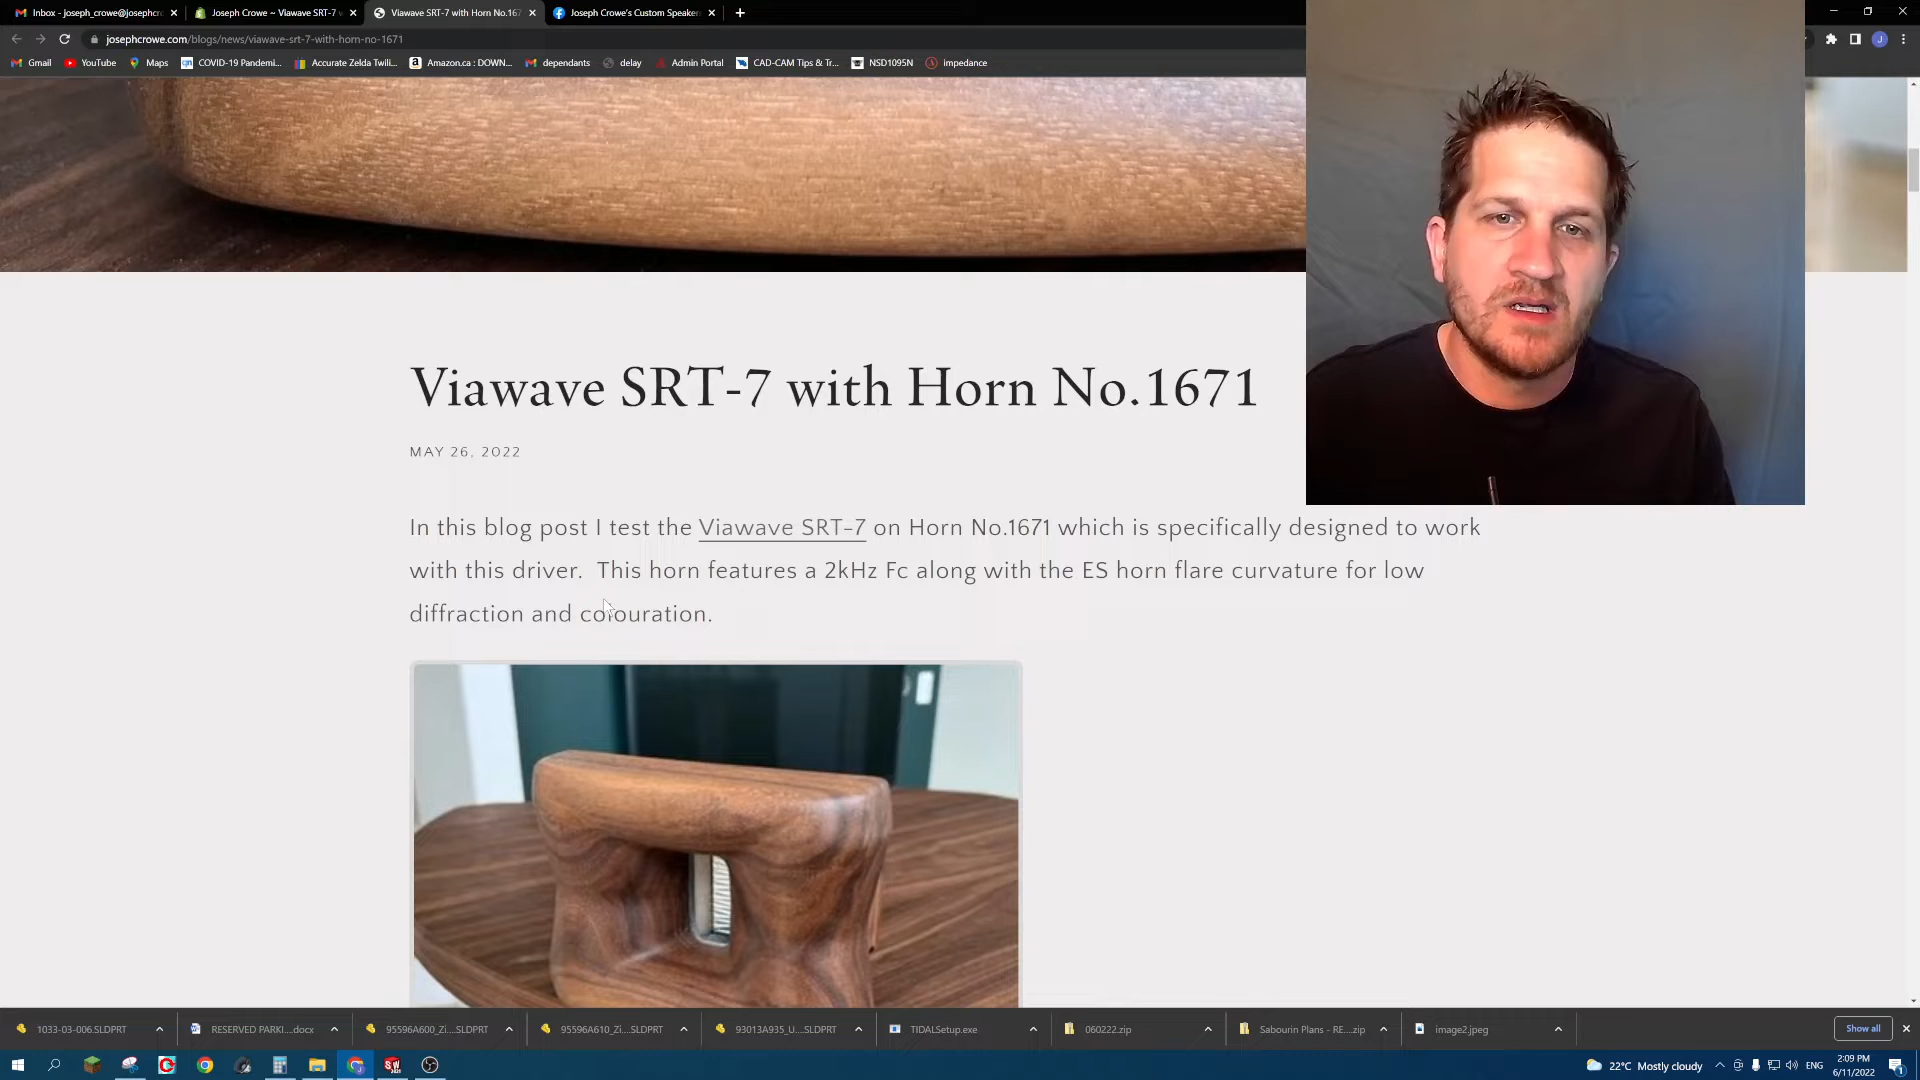 Inbox - joseph_crowe@josephcr
Joseph Crowe ~ Viawave SRT-7 w
Viawave SRT-7 with Horn No.167
Joseph Crowe's Custom Speaker
josephcrowe.com/blogs/news/viawave-srt-7-with-horn-no-1671
Gmail
YouTube
Maps
COVID-19 Pandemi...
Accurate Zelda Twili...
Amazon.ca : DOWN...
dependants
delay
Admin Portal
CAD-CAM Tips & Tr...
NSD1095N
impedance
Viawave SRT-7 with Horn No.1671
MAY 26, 2022
In this blog post I test the Viawave SRT-7 on Horn No.1671 which is specifically designed to work
with this driver. This horn features a 2kHz Fc along with the ES horn flare curvature for low
diffraction and colouration.
1033-03-006.SLDPRT
RESERVED PARKI....docx
95596A600_Zi....SLDPRT
95596A610_Zi....SLDPRT
93013A935_U....SLDPRT
TIDALSetup.exe
060222.zip
Sabourin Plans - RE....zip
image2.jpeg
Show all
22°C Mostly cloudy
ENG
2:09 PM
6/11/2022